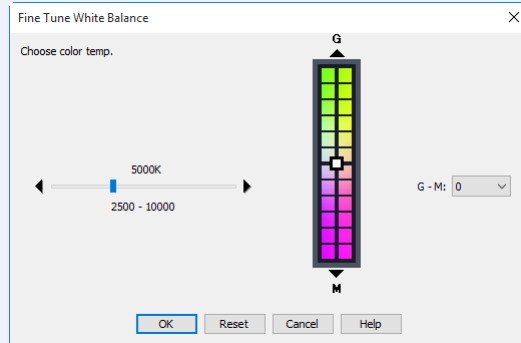 Fine Tune White Balance
Choose color temp.
G
5000K
2500 - 10000
G - M: 0
M
OK Reset Cancel Help